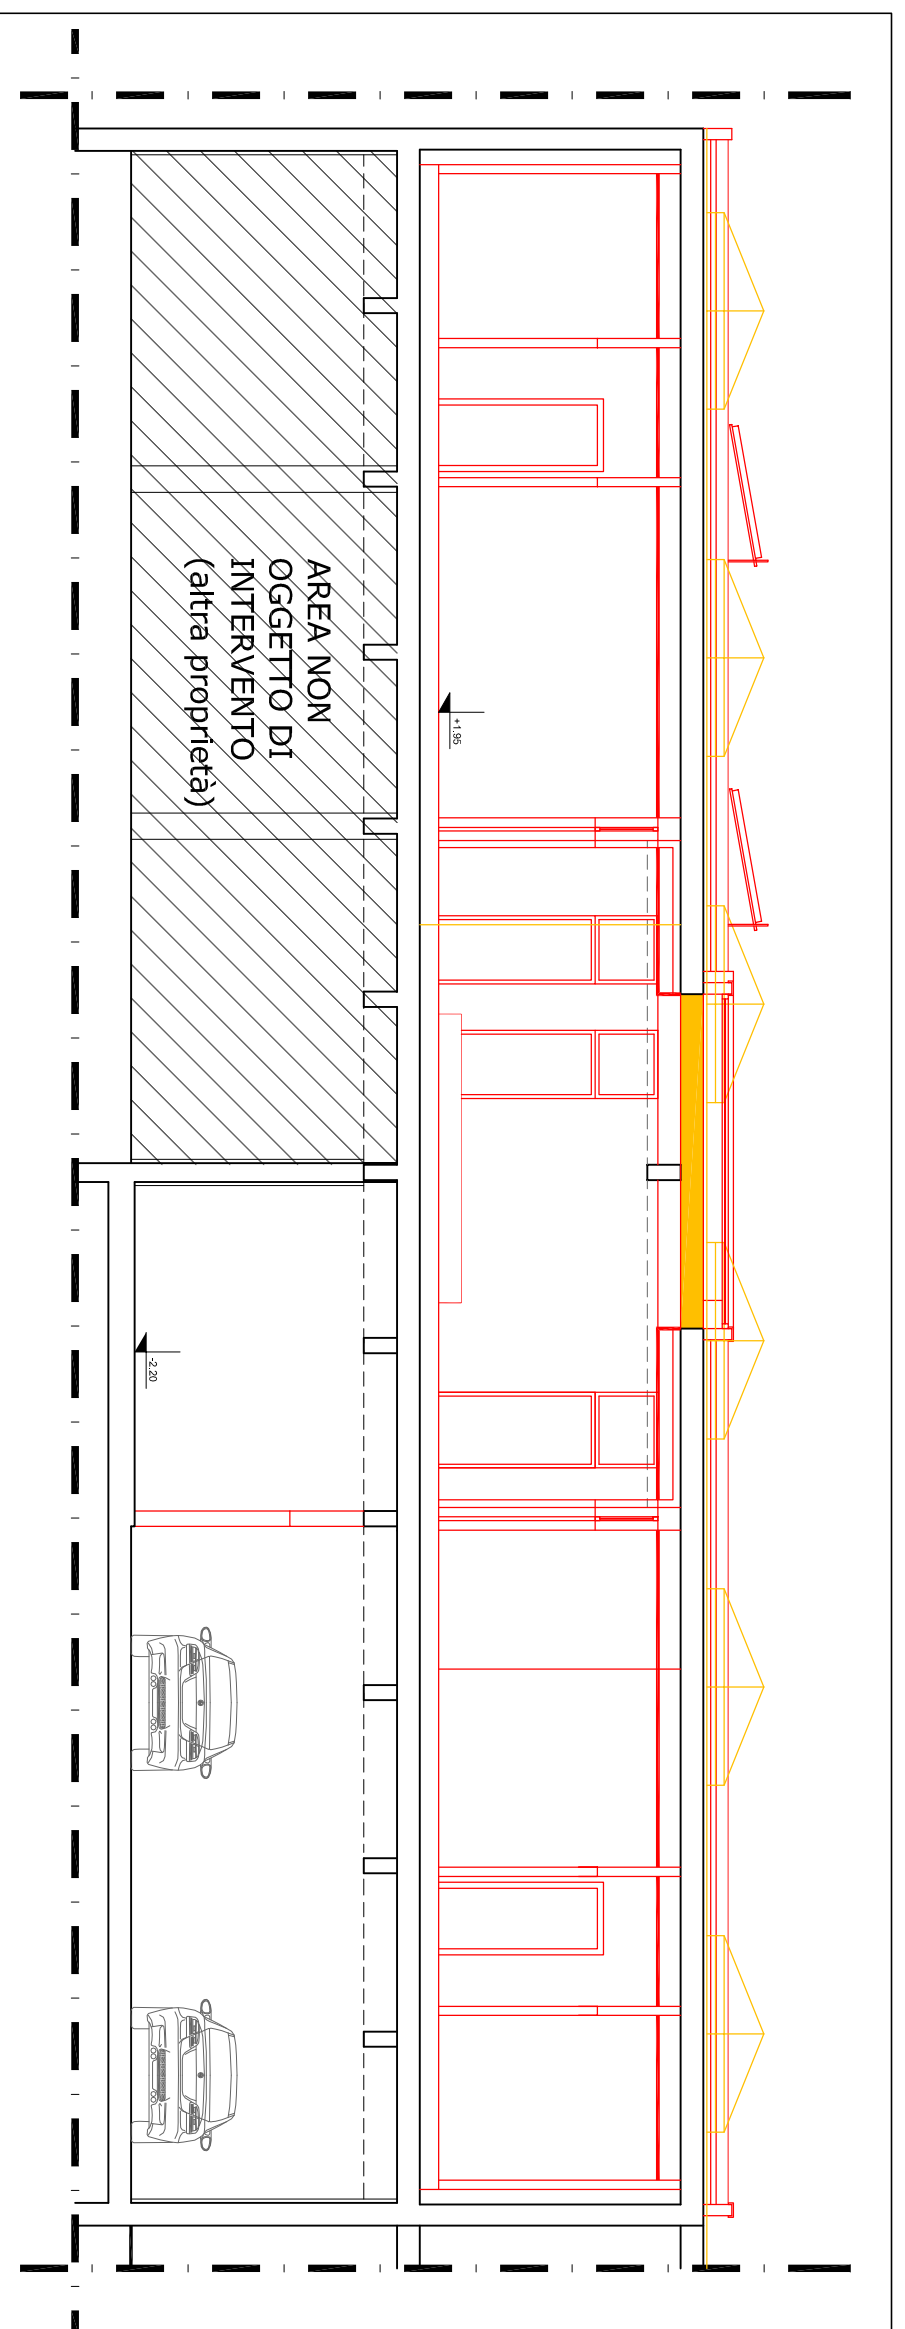 AREA NON
OGGETTO DI
INTERVENTO
(altra proprietà)
+1.95
-2.20